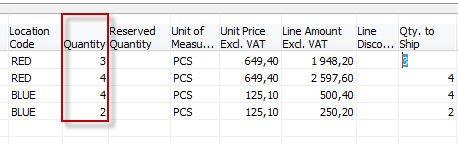 Location Reserved Unit of Unit Price Line Amount Line Qty. to
Code Quantity Quantity Measu... Excl. VAT Excl. VAT Disco... Ship
RED 3 PCS 649,40 1 948,20 3
RED 4 PCS 649,40 2 597,60 4
BLUE 4 PCS 125,10 500,40 4
BLUE 2 PCS 125,10 250,20 2